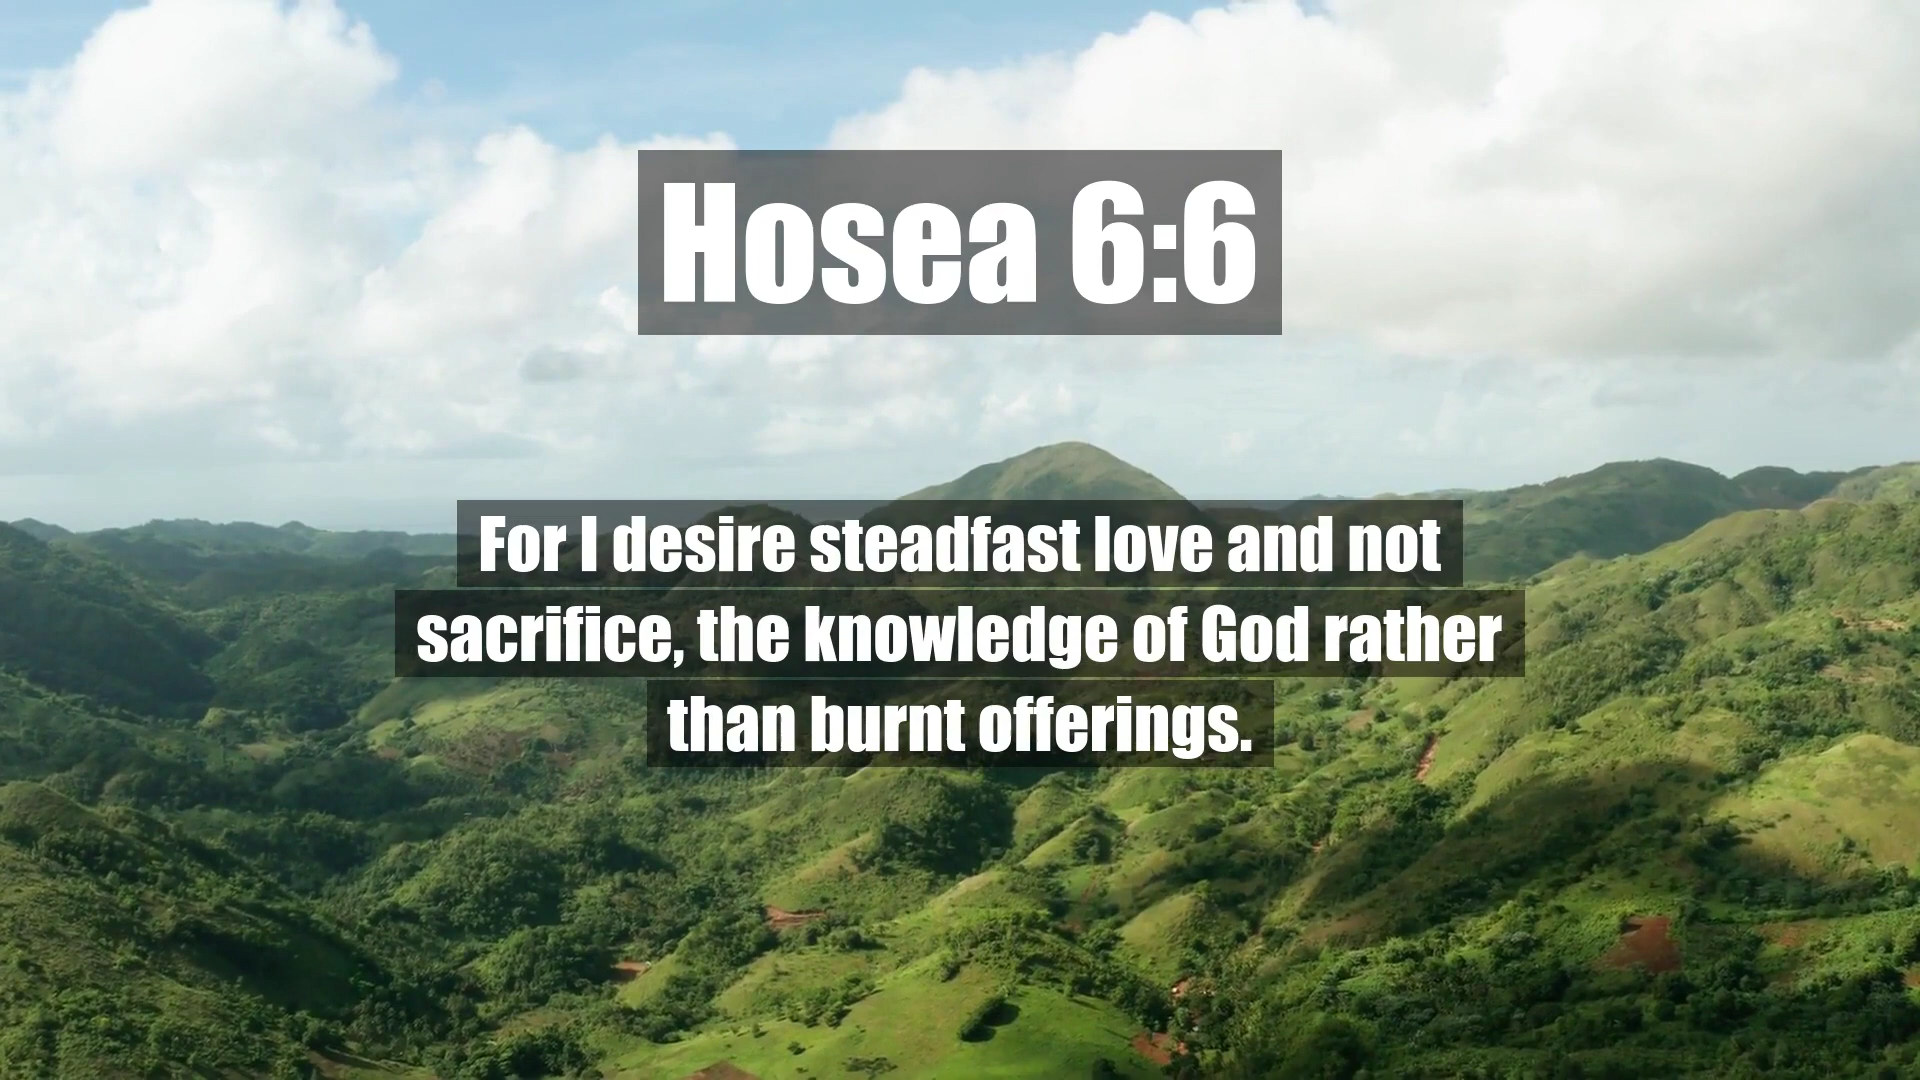 Hosea 6:6
For I desire steadfast love and not
sacrifice, the knowledge of God rather
than burnt offerings.